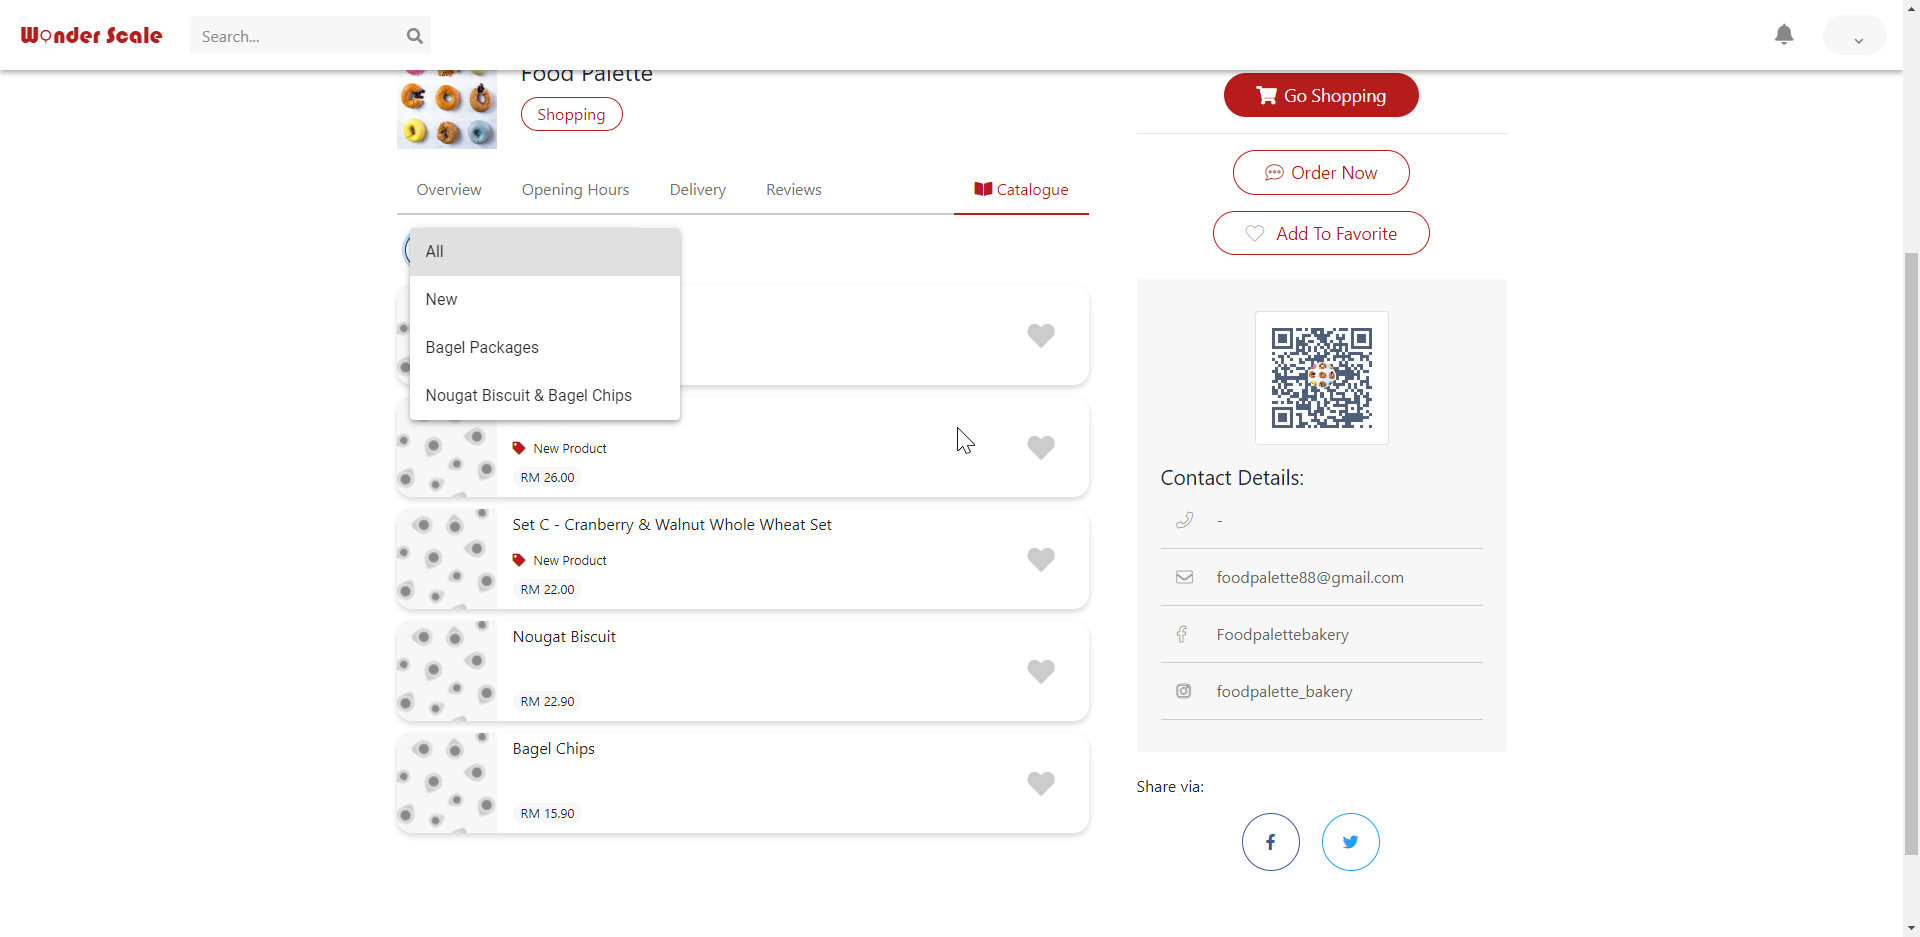 Wonder Scale
Search...
Food Palette
Shopping
Go Shopping
Order Now
Add To Favorite
Overview
Opening Hours
Delivery
Reviews
Catalogue
All
New
Bagel Packages
Nougat Biscuit & Bagel Chips
New Product
RM 26.00
Set C - Cranberry & Walnut Whole Wheat Set
New Product
RM 22.00
Nougat Biscuit
RM 22.90
Bagel Chips
RM 15.90
Contact Details:
-
foodpalette88@gmail.com
Foodpalettebakery
foodpalette_bakery
Share via: